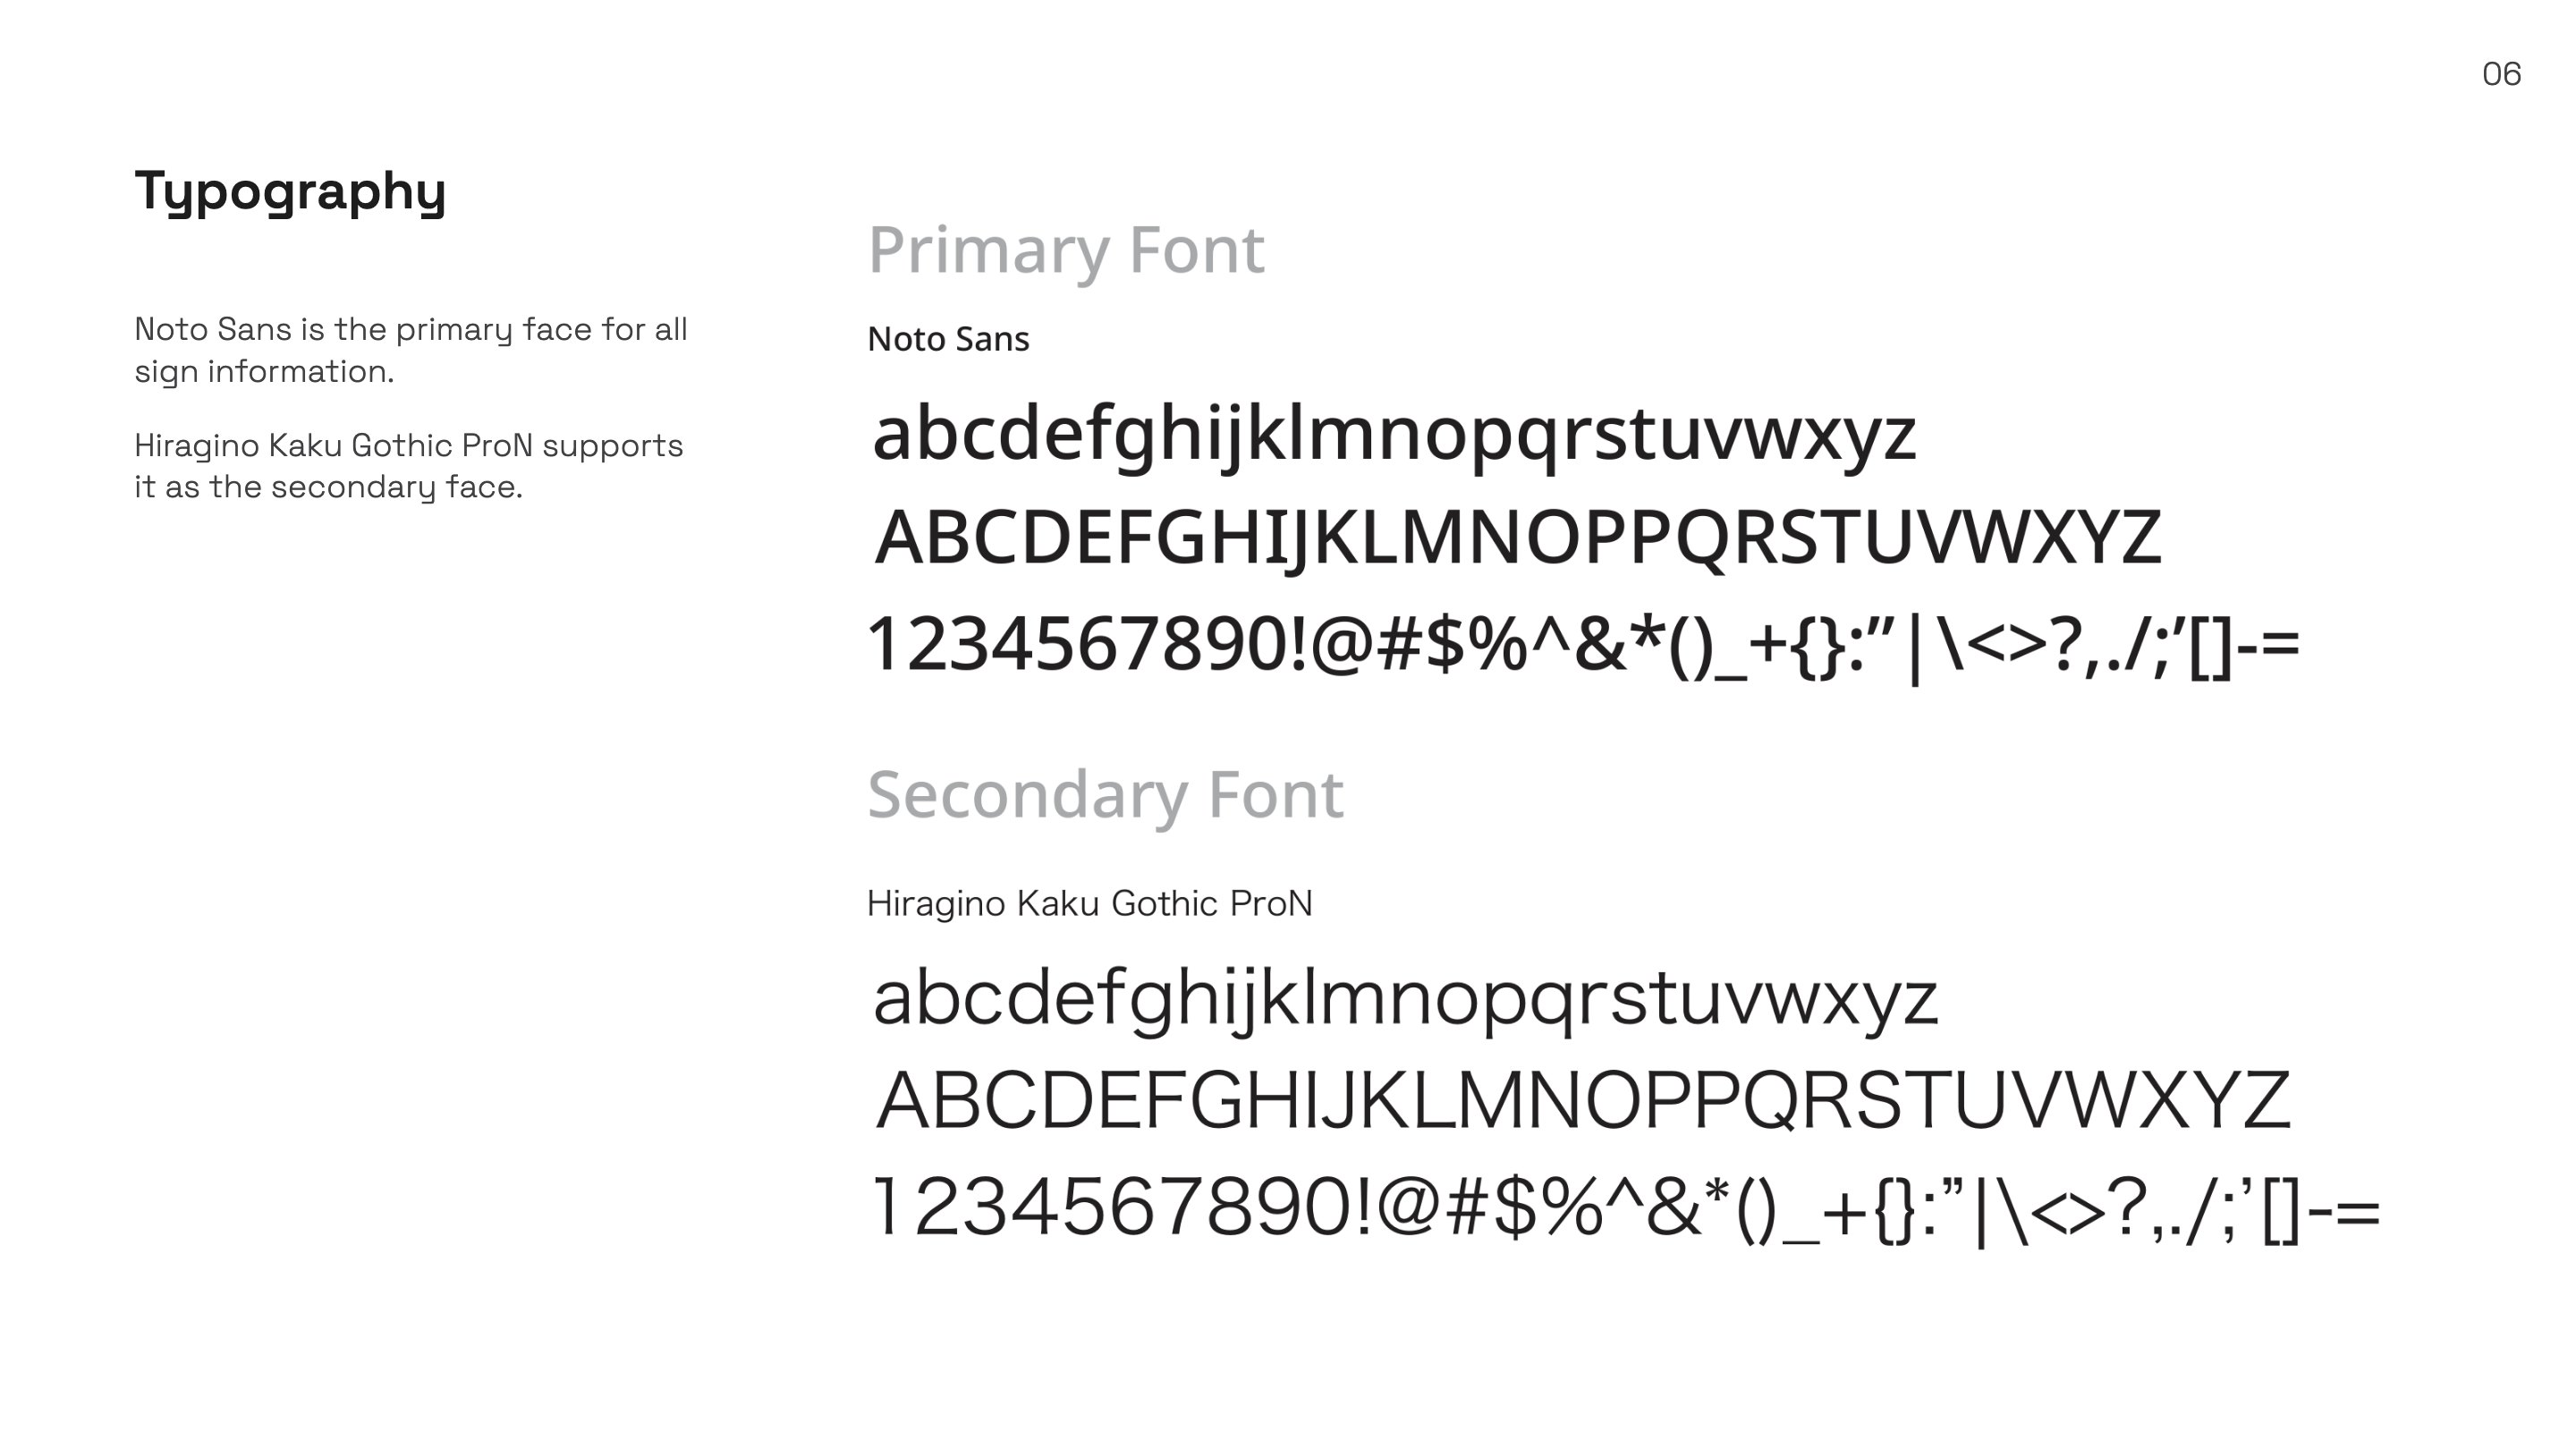 06
Typography
Noto Sans is the primary face for all
sign information.
Hiragino Kaku Gothic ProN supports
it as the secondary face.
Primary Font
Noto Sans
abcdefghijklmnopqrstuvwxyz
ABCDEFGHIJKLMNOPPQRSTUVWXYZ
1234567890!@#$%^&*()_+{}:”|\<>?,./;’[]-=
Secondary Font
Hiragino Kaku Gothic ProN
abcdefghijklmnopqrstuvwxyz
ABCDEFGHIJKLMNOPPQRSTUVWXYZ
1234567890!@#$%^&*()_+{}:”|\<>?,./;’[]-=